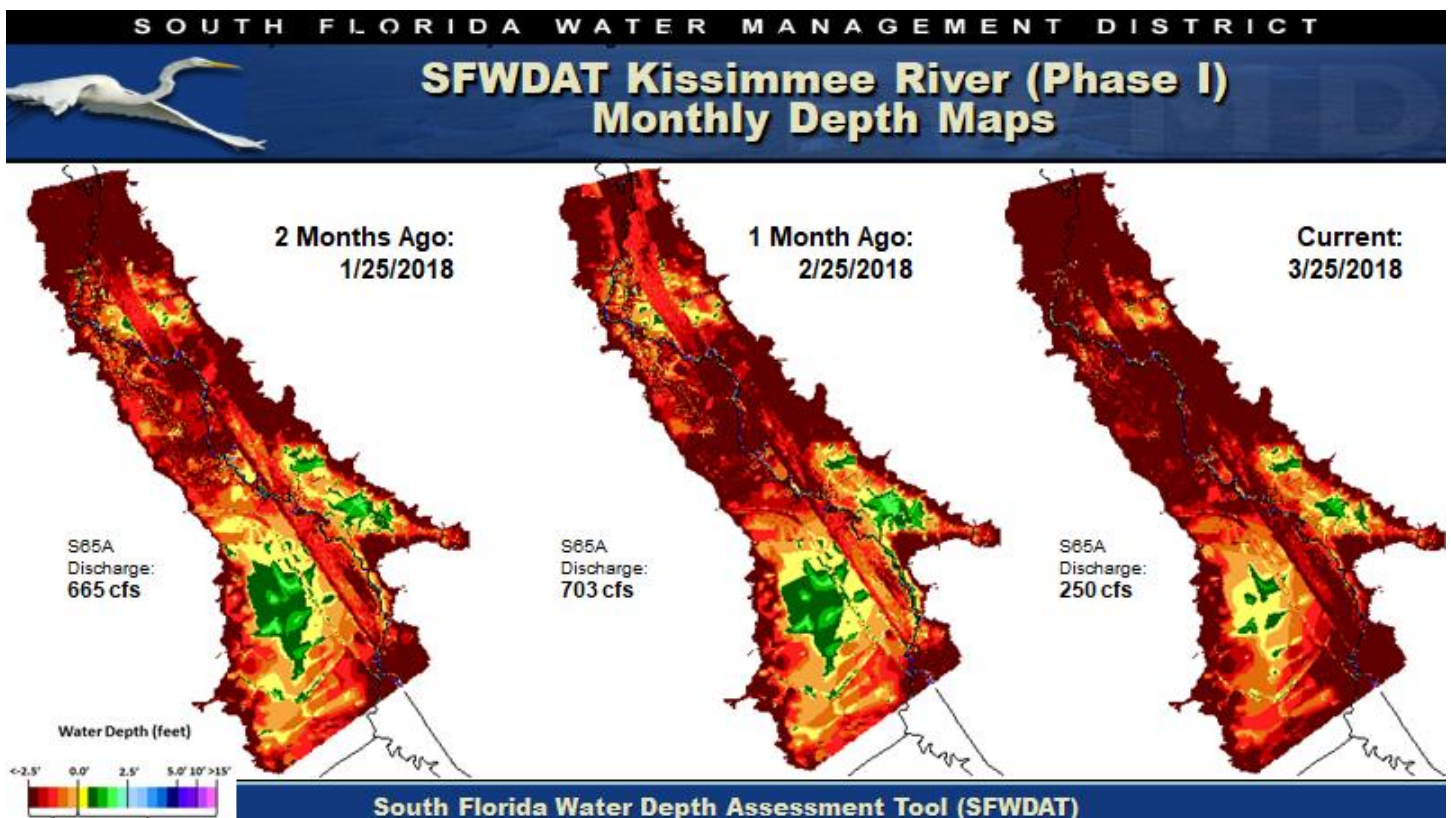 SOUTH FLORIDA WATER MANAGEMENT DISTRICT
SFWDAT Kissimmee River (Phase I)
Monthly Depth Maps
2 Months Ago:
1/25/2018
1 Month Ago:
2/25/2018
Current:
3/25/2018
S65A
Discharge:
665 cfs
S65A
Discharge:
703 cfs
S65A
Discharge:
250 cfs
Water Depth (feet)
<-2.5' 0.0' 2.5' 5.0' 10' >15'
South Florida Water Depth Assessment Tool (SFWDAT)